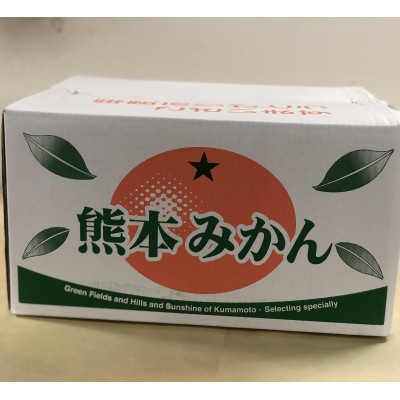 熊本みかん
Green Fields and Hills and Sunshine of Kumamoto · Selecting specially